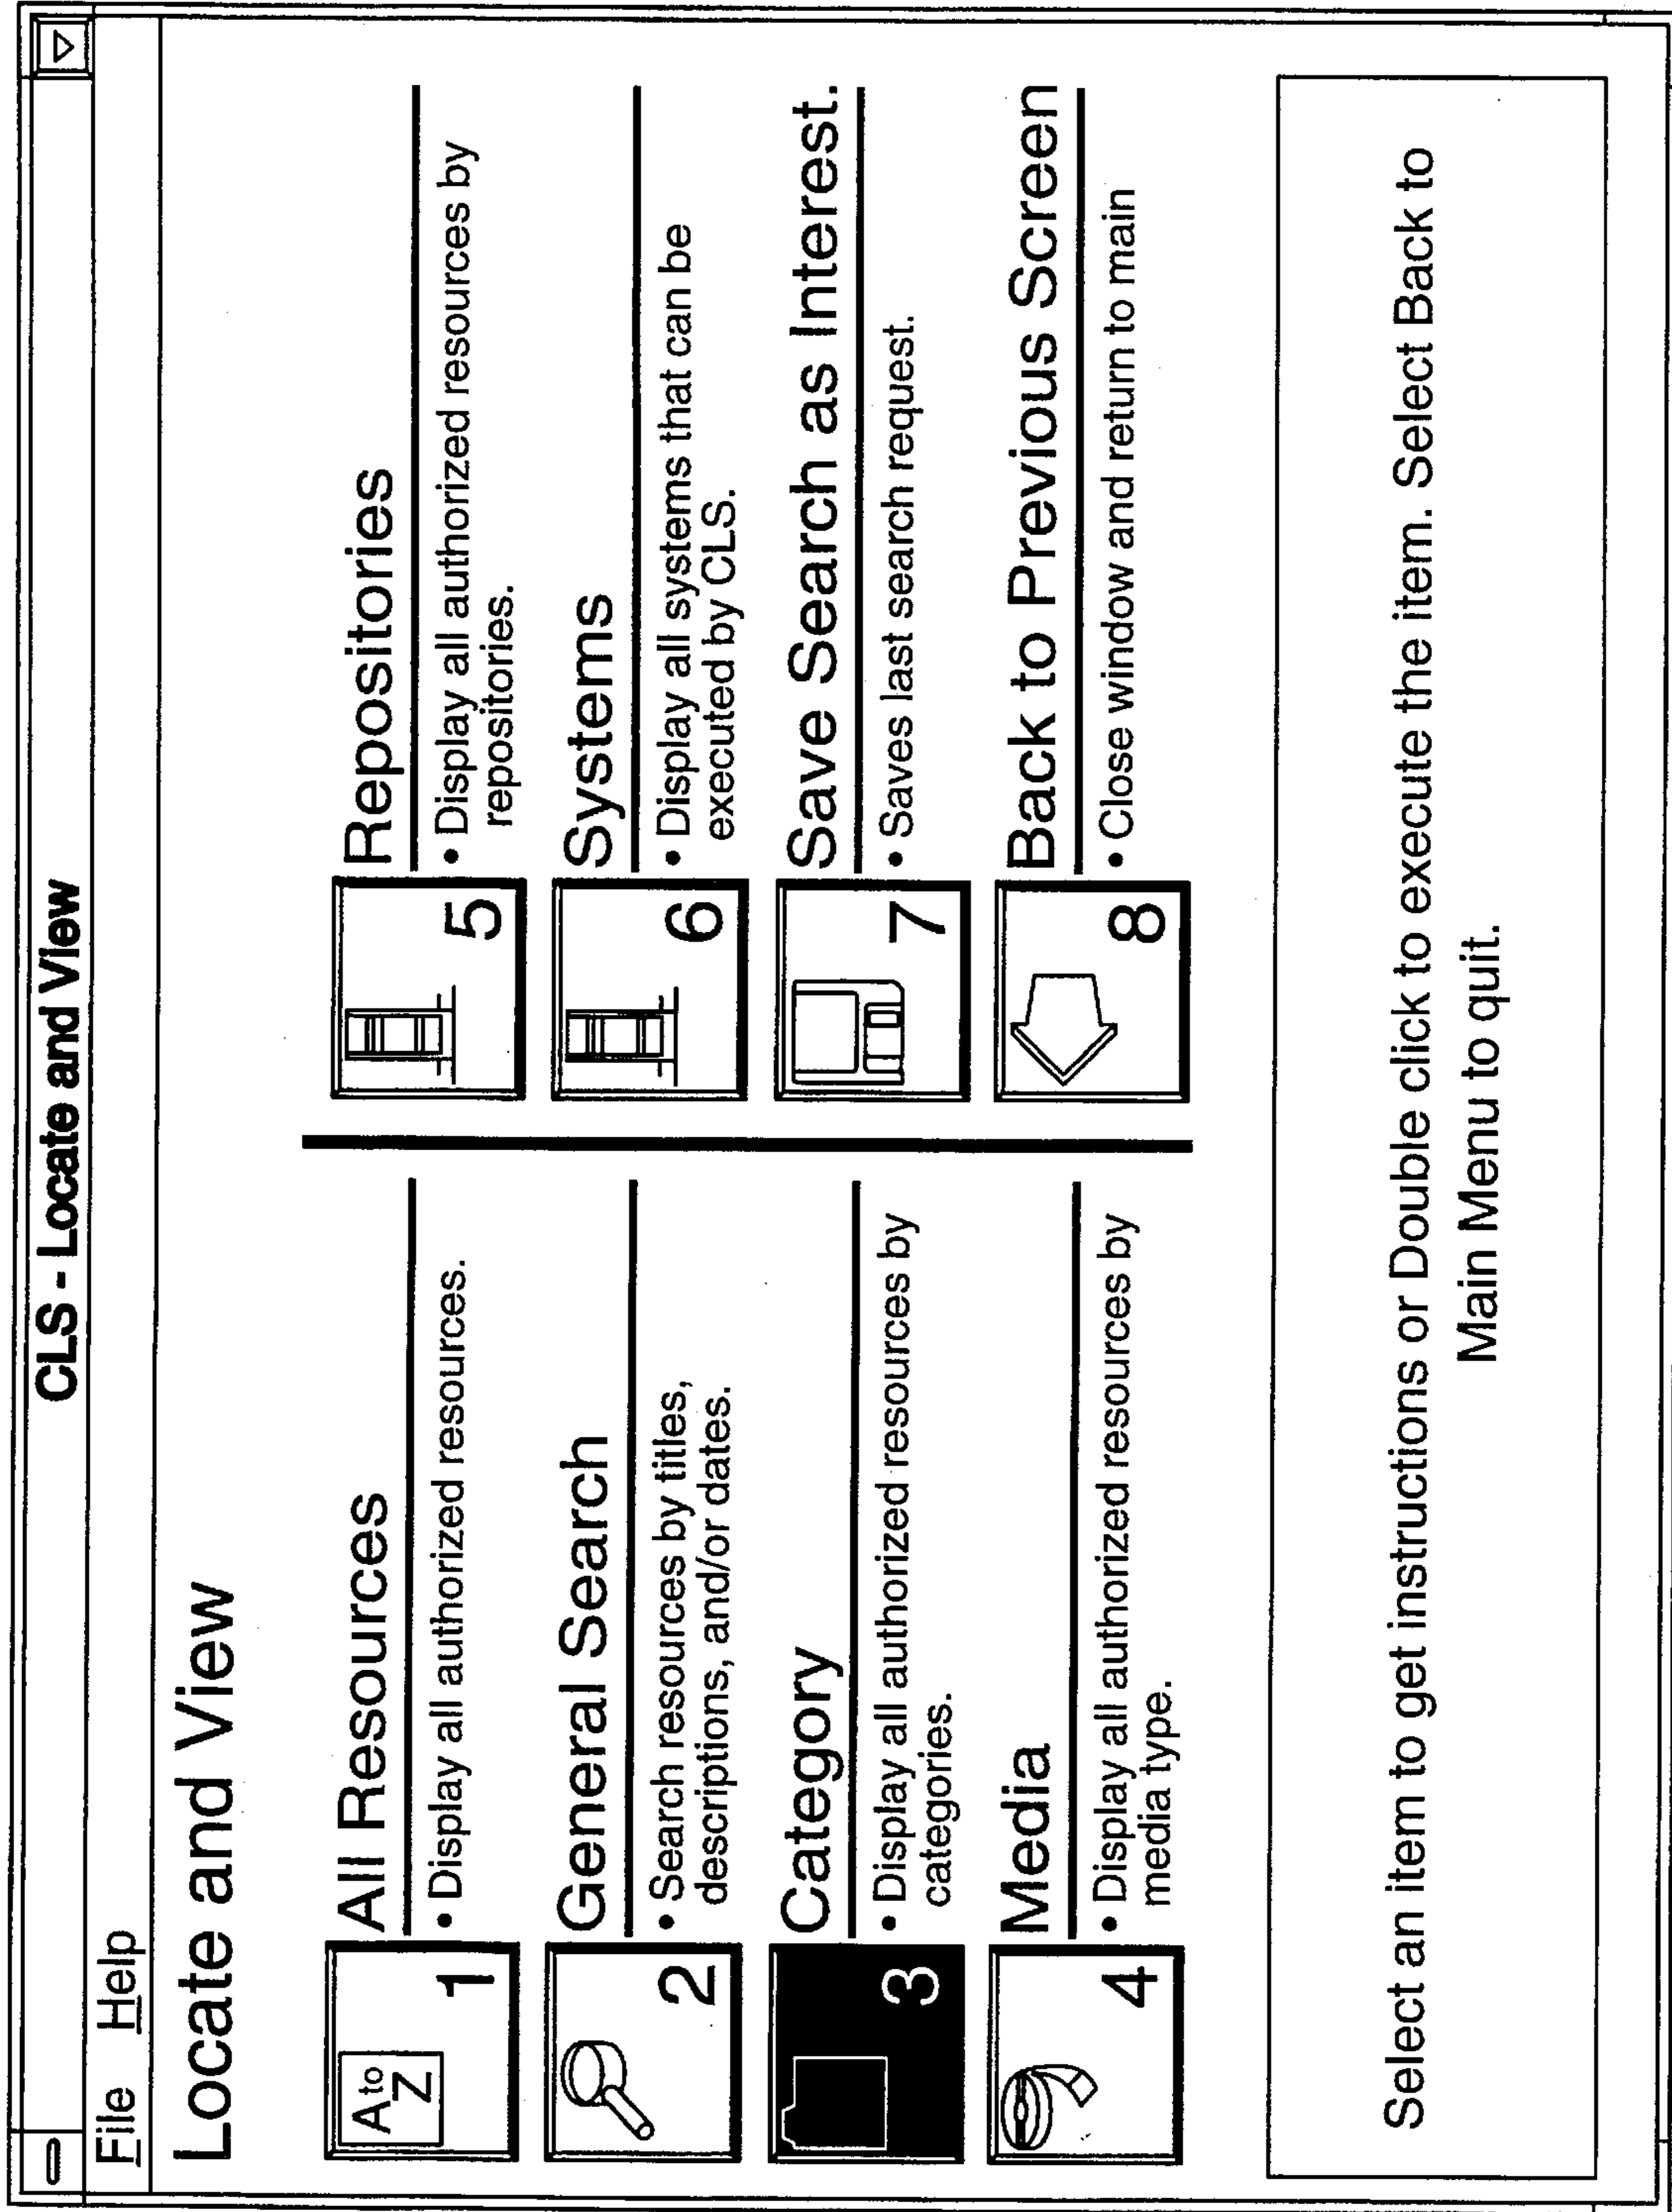 CLS - Locate and View
File Help
Locate and View
A to
Z
1
All Resources
• Display all authorized resources.
2
General Search
• Search resources by titles,
descriptions, and/or dates.
3
Category
• Display all authorized resources by
categories.
4
Media
• Display all authorized resources by
media type.
5
Repositories
• Display all authorized resources by
repositories.
6
Systems
• Display all systems that can be
executed by CLS.
7
Save Search as Interest.
• Saves last search request.
8
Back to Previous Screen
• Close window and return to main
Select an item to get instructions or Double click to execute the item. Select Back to
Main Menu to quit.